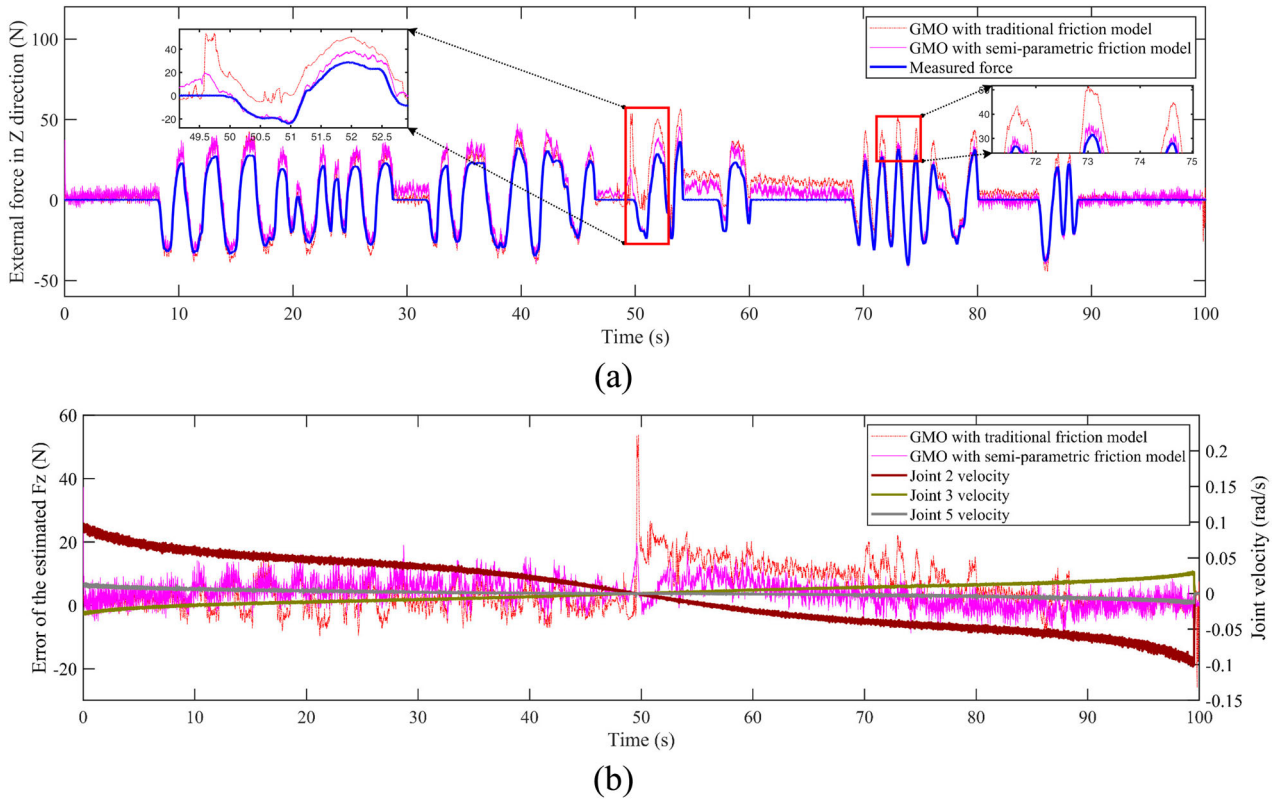 (a)
External force in Z direction (N)
100
50
0
-50
0 10 20 30 40 50 60 70 80 90 100
Time (s)
GMO with traditional friction model
GMO with semi-parametric friction model
Measured force
40
20
0
-20
49.5 50 50.5 51 51.5 52 52.5
60
50
40
30
72 73 74 75
(a)
Error of the estimated Fz (N)
60
40
20
0
-20
0 10 20 30 40 50 60 70 80 90 100
Time (s)
GMO with traditional friction model
GMO with semi-parametric friction model
Joint 2 velocity
Joint 3 velocity
Joint 5 velocity
0.2
0.15
0.1
0.05
0
-0.05
-0.1
-0.15
Joint velocity (rad/s)
(b)